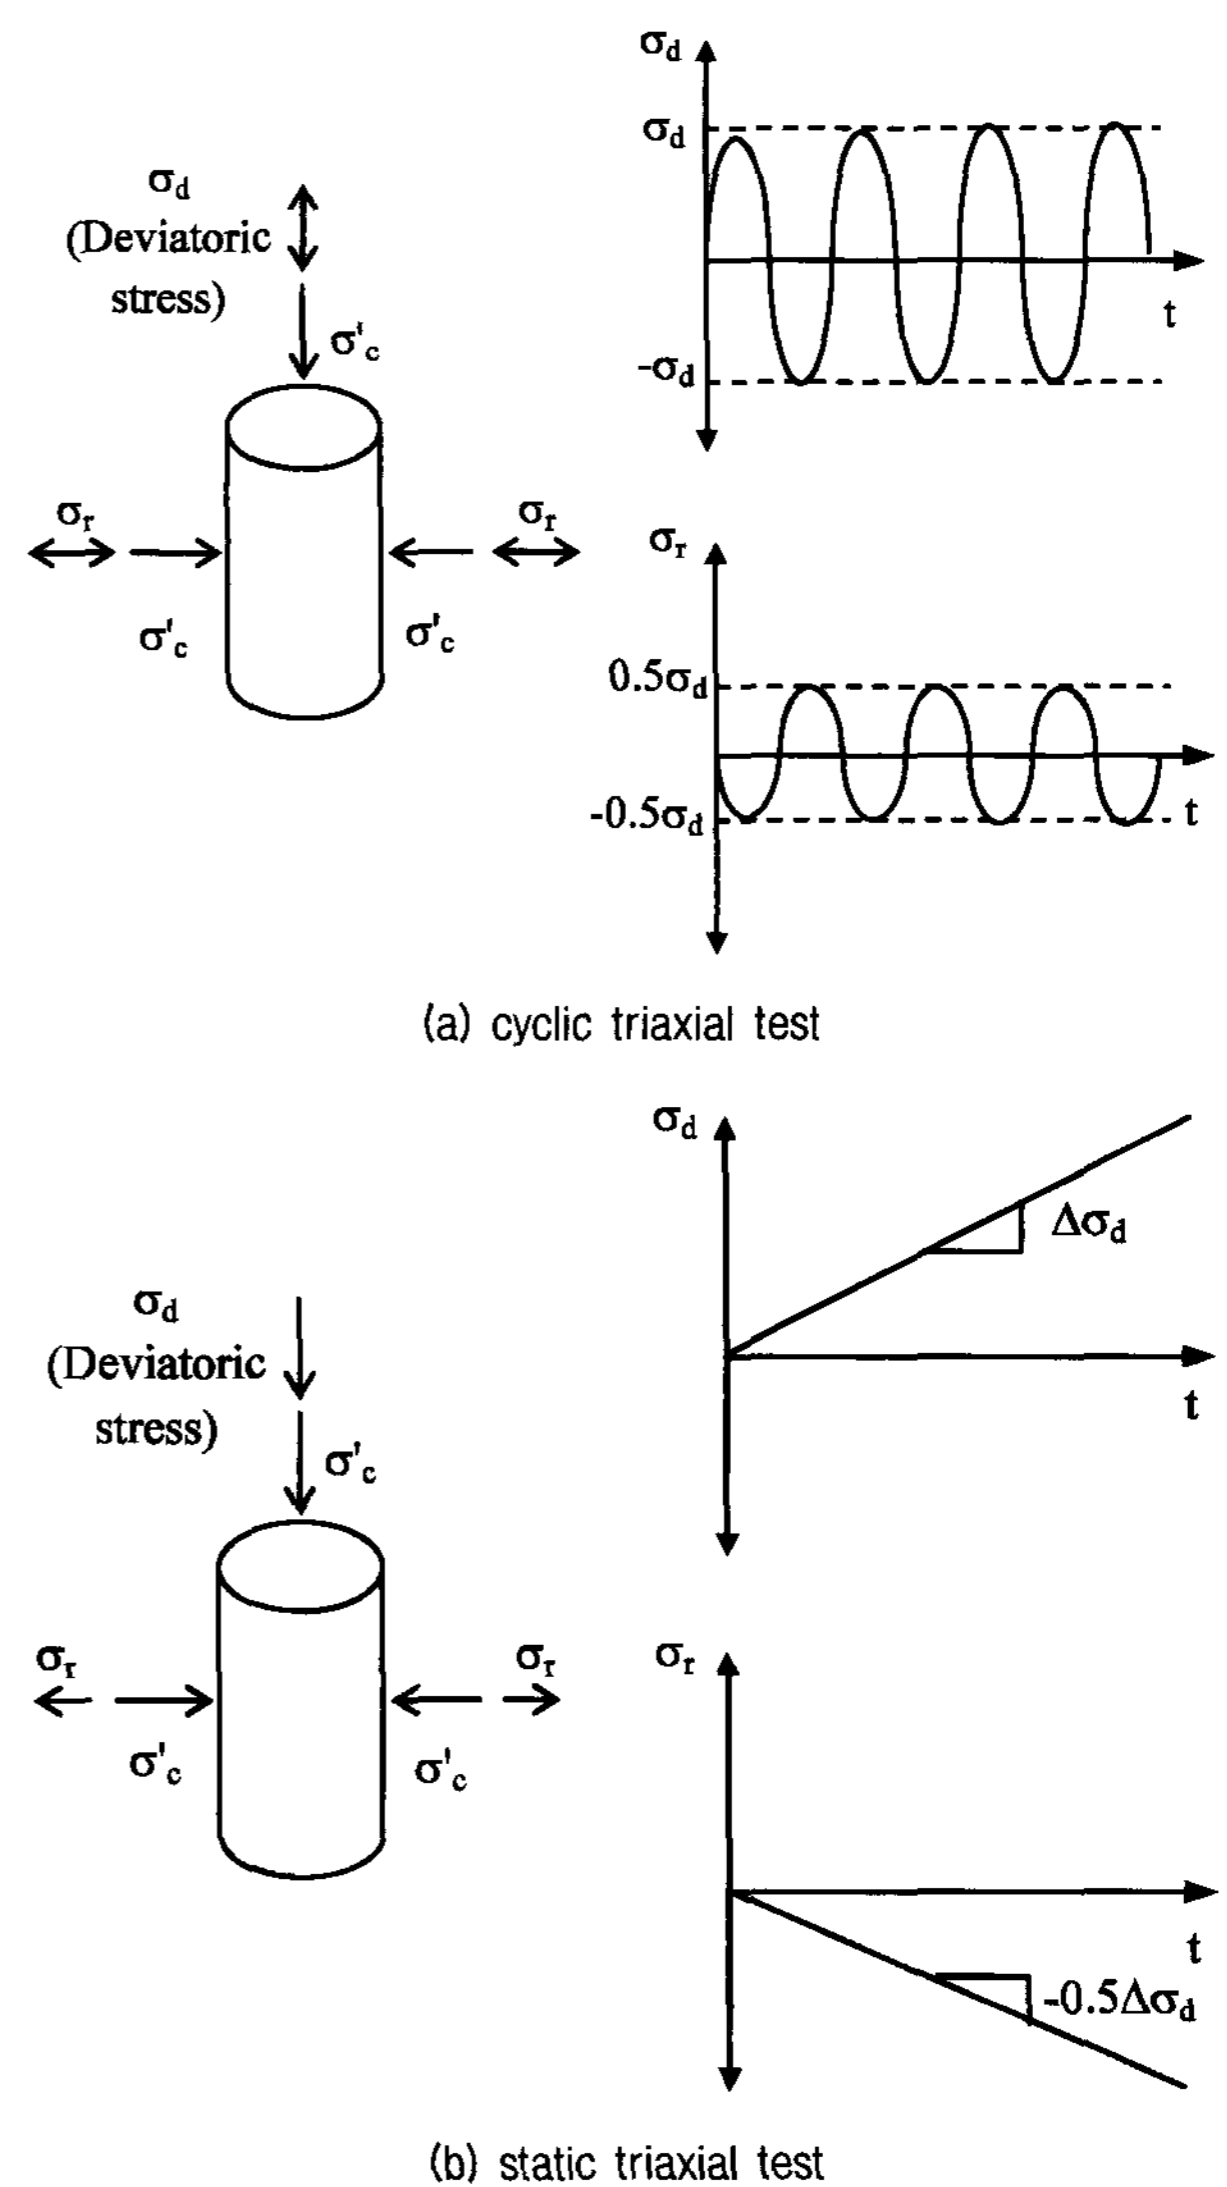 σd
(Deviatoric
stress)
σ'c
σr
σr
σ'c
σ'c
σd
σd
t
-σd
σr
0.5σd
-0.5σd
t
(a) cyclic triaxial test
σd
(Deviatoric
stress)
σ'c
σr
σr
σ'c
σ'c
σd
Δσd
t
σr
t
-0.5Δσd
(b) static triaxial test